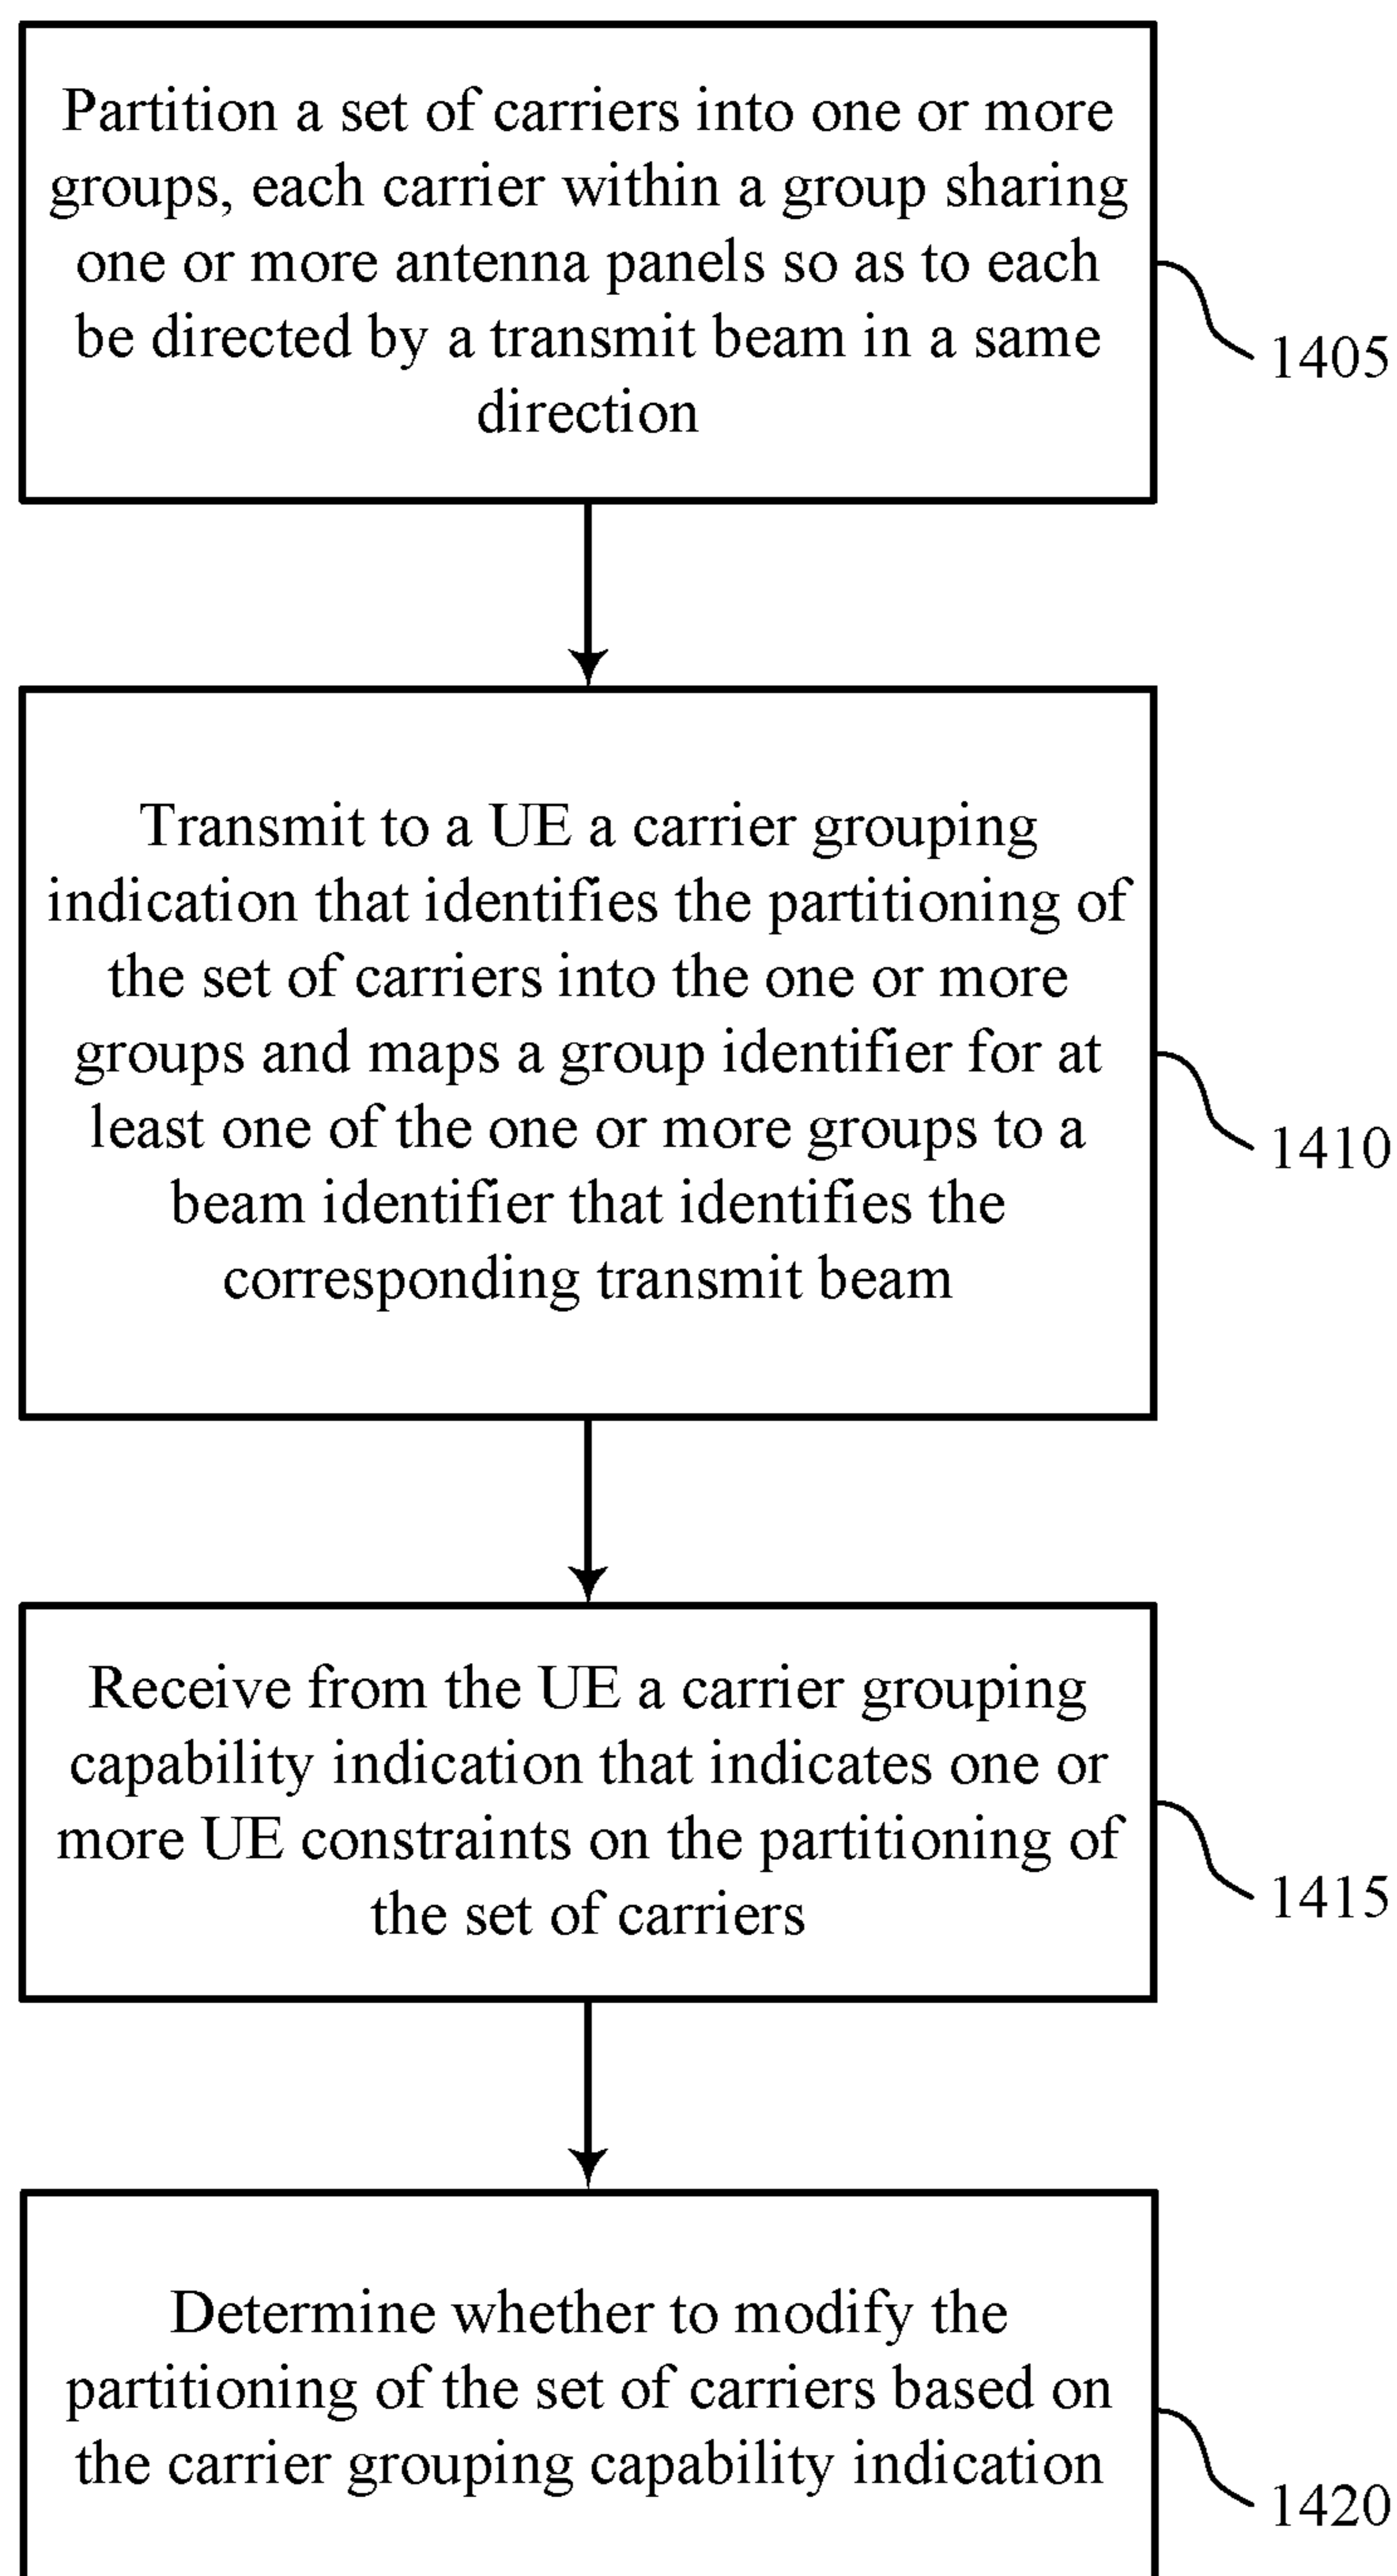 Partition a set of carriers into one or more
groups, each carrier within a group sharing
one or more antenna panels so as to each
be directed by a transmit beam in a same
direction
1405
Transmit to a UE a carrier grouping
indication that identifies the partitioning of
the set of carriers into the one or more
groups and maps a group identifier for at
least one of the one or more groups to a
beam identifier that identifies the
corresponding transmit beam
1410
Receive from the UE a carrier grouping
capability indication that indicates one or
more UE constraints on the partitioning of
the set of carriers
1415
Determine whether to modify the
partitioning of the set of carriers based on
the carrier grouping capability indication
1420